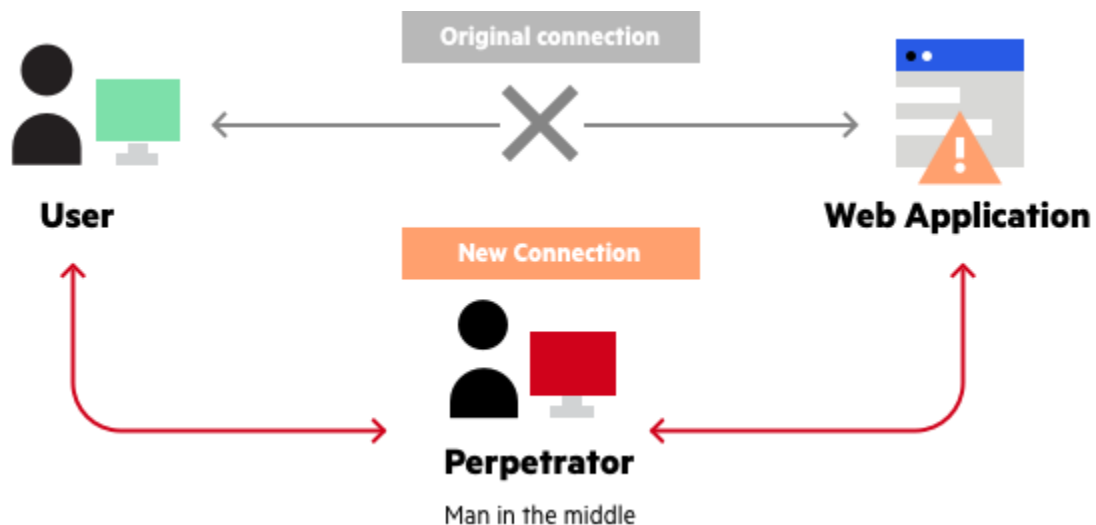 Original connection
User
Web Application
New Connection
Perpetrator
Man in the middle